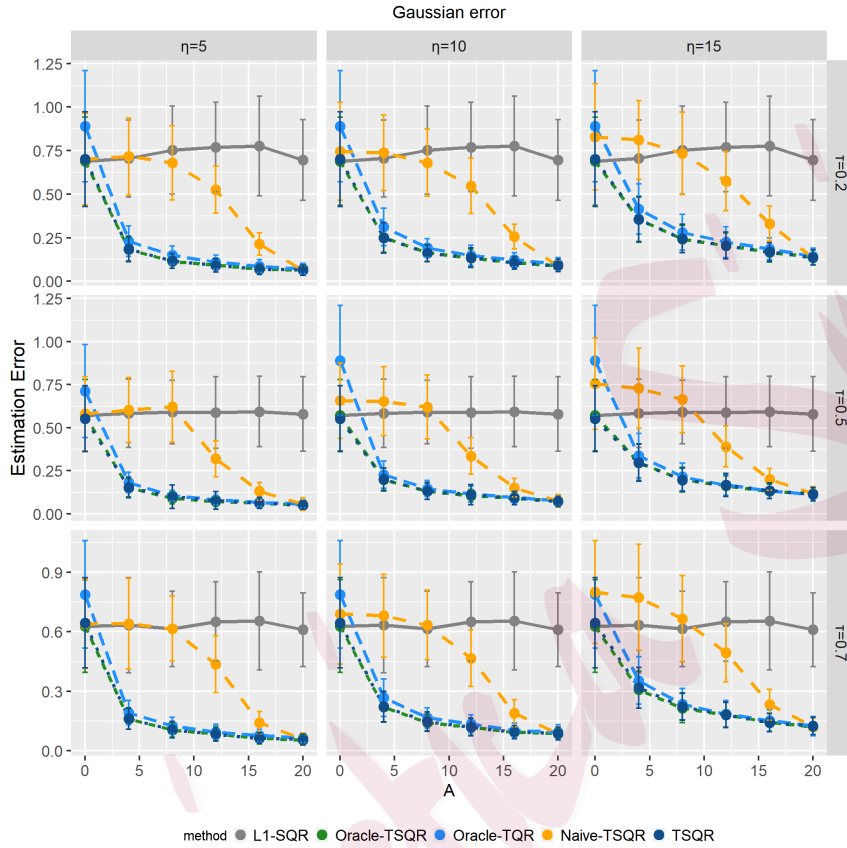 Gaussian error
η=5 η=10 η=15
1.25
1.00
0.75
0.50
0.25
0.00
τ=0.2
1.25
1.00
0.75
0.50
0.25
0.00
τ=0.5
0.9
0.6
0.3
0.0
τ=0.7
Estimation Error
0 5 10 15 20 0 5 10 15 20 0 5 10 15 20
A
method L1-SQR Oracle-TSQR Oracle-TQR Naive-TSQR TSQR